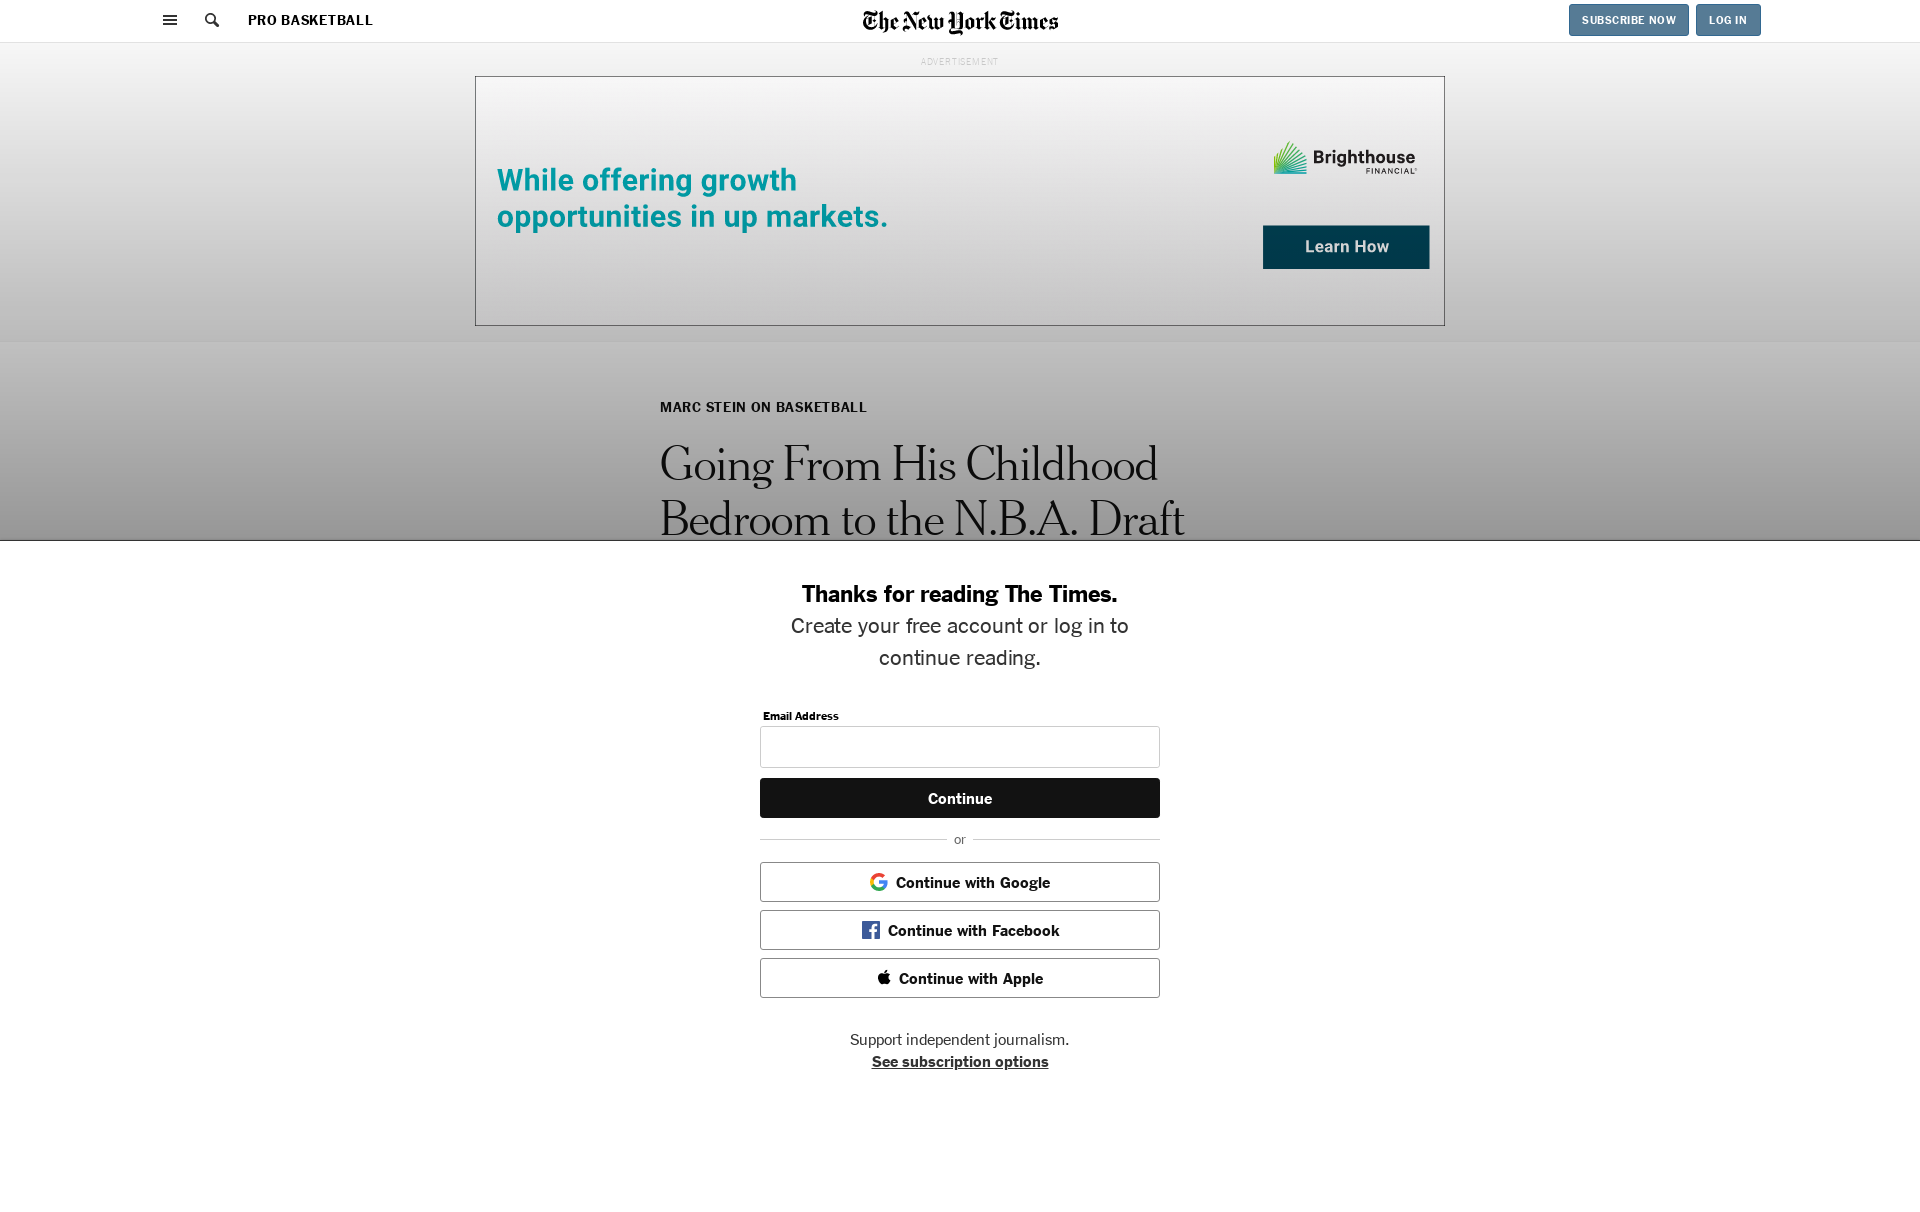 PRO BASKETBALL
The New York Times
SUBSCRIBE NOW
LOG IN
ADVERTISEMENT
While offering growth
opportunities in up markets.
Brighthouse
FINANCIAL
Learn How
MARC STEIN ON BASKETBALL
Going From His Childhood
Bedroom to the N.B.A. Draft
Thanks for reading The Times.
Create your free account or log in to
continue reading.
Email Address
Continue
or
Continue with Google
Continue with Facebook
Continue with Apple
Support independent journalism.
See subscription options